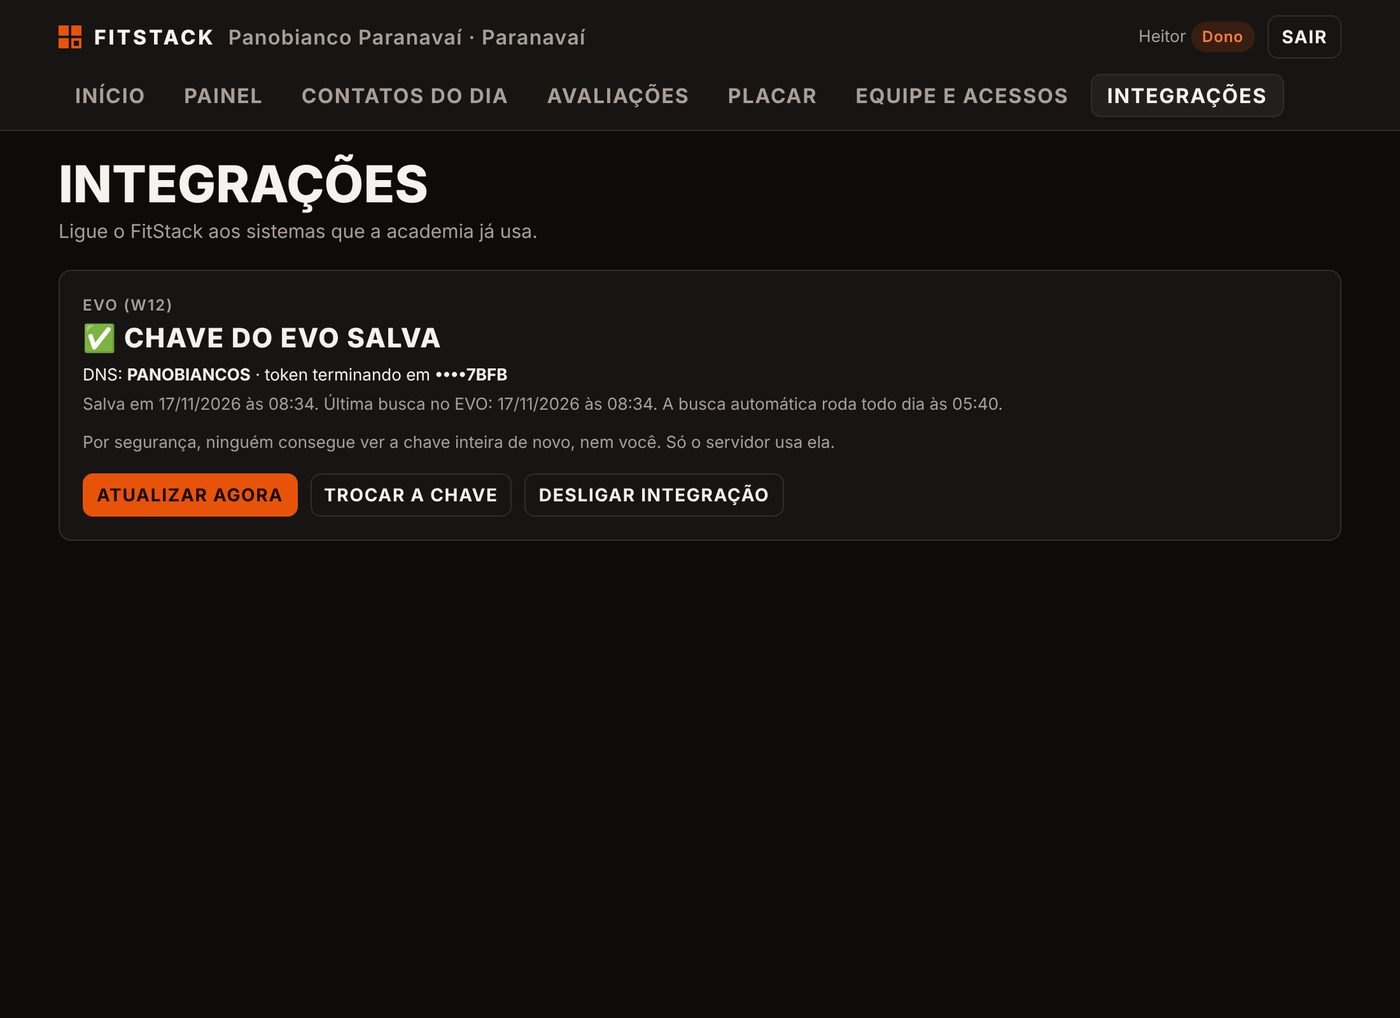 FITSTACK Panobianco Paranavaí · Paranavaí
Heitor Dono SAIR
INÍCIO PAINEL CONTATOS DO DIA AVALIAÇÕES PLACAR EQUIPE E ACESSOS INTEGRAÇÕES
INTEGRAÇÕES
Ligue o FitStack aos sistemas que a academia já usa.
EVO (W12)
✅ CHAVE DO EVO SALVA
DNS: PANOBIANCOS · token terminando em ••••7BFB
Salva em 17/11/2026 às 08:34. Última busca no EVO: 17/11/2026 às 08:34. A busca automática roda todo dia às 05:40.
Por segurança, ninguém consegue ver a chave inteira de novo, nem você. Só o servidor usa ela.
ATUALIZAR AGORA TROCAR A CHAVE DESLIGAR INTEGRAÇÃO